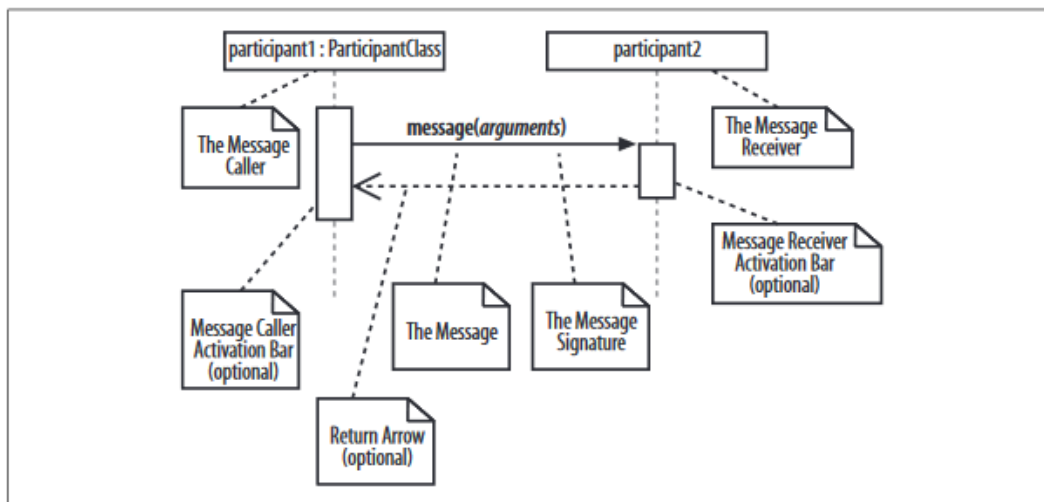 participant1 : ParticipantClass
participant2
The Message
Caller
message(arguments)
The Message
Receiver
Message Receiver
Activation Bar
(optional)
Message Caller
Activation Bar
(optional)
The Message
The Message
Signature
Return Arrow
(optional)